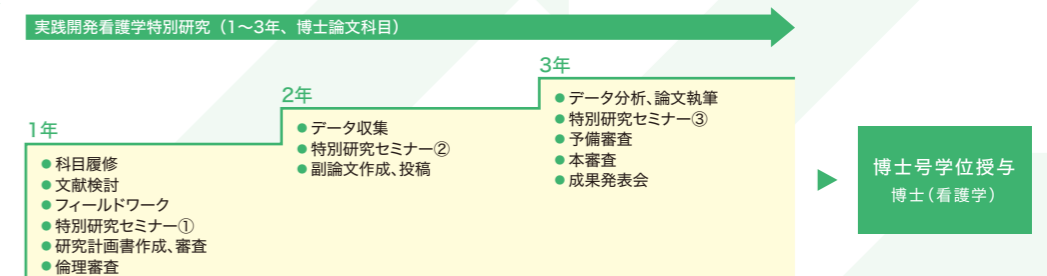 実践開発看護学特別研究（1～3年、博士論文科目）
1年
●科目履修
●文献検討
●フィールドワーク
●特別研究セミナー①
●研究計画書作成、審査
●倫理審査
2年
●データ収集
●特別研究セミナー②
●副論文作成、投稿
3年
●データ分析、論文執筆
●特別研究セミナー③
●予備審査
●本審査
●成果発表会
博士号学位授与
博士（看護学）